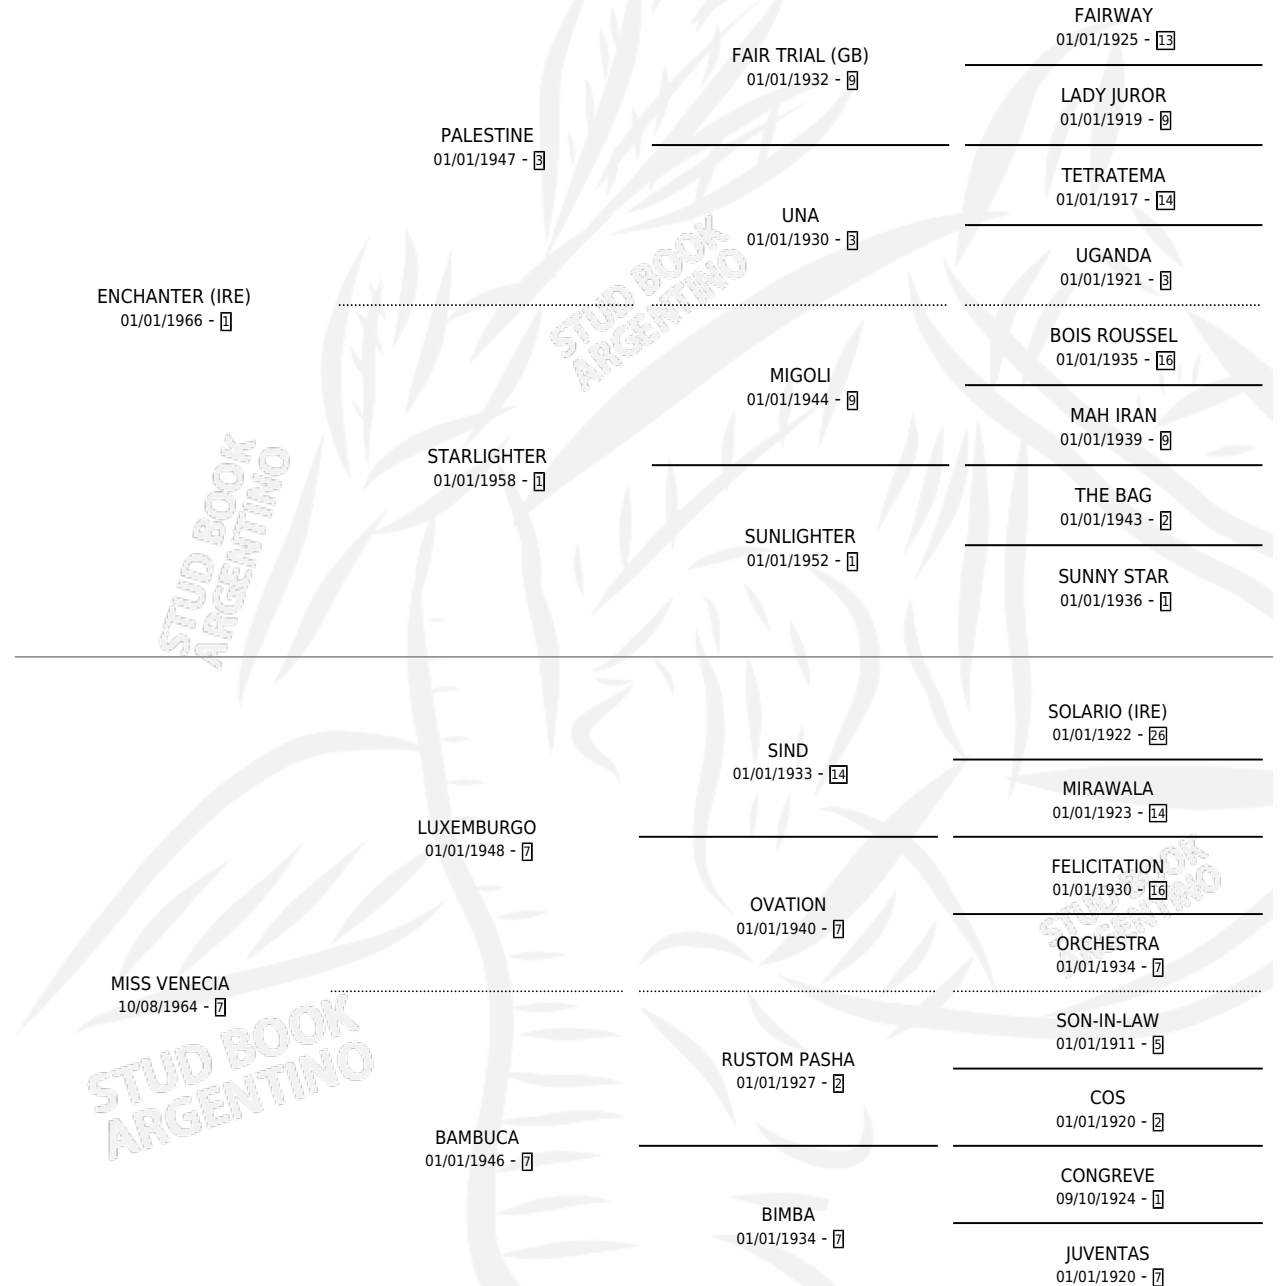 FAIRWAY
01/01/1925 - 13
FAIR TRIAL (GB)
01/01/1932 - 9
LADY JUROR
01/01/1919 - 9
PALESTINE
01/01/1947 - 3
TETRATEMA
01/01/1917 - 14
UNA
01/01/1930 - 3
UGANDA
01/01/1921 - 3
ENCHANTER (IRE)
01/01/1966 - 1
BOIS ROUSSEL
01/01/1935 - 16
MIGOLI
01/01/1944 - 9
MAH IRAN
01/01/1939 - 9
STARLIGHTER
01/01/1958 - 1
THE BAG
01/01/1943 - 2
SUNLIGHTER
01/01/1952 - 1
SUNNY STAR
01/01/1936 - 1
SOLARIO (IRE)
01/01/1922 - 26
SIND
01/01/1933 - 14
MIRAWALA
01/01/1923 - 14
LUXEMBURGO
01/01/1948 - 7
FELICITATION
01/01/1930 - 16
OVATION
01/01/1940 - 7
ORCHESTRA
01/01/1934 - 7
MISS VENECIA
10/08/1964 - 7
SON-IN-LAW
01/01/1911 - 5
RUSTOM PASHA
01/01/1927 - 2
COS
01/01/1920 - 2
BAMBUCA
01/01/1946 - 7
CONGREVE
09/10/1924 - 1
BIMBA
01/01/1934 - 7
JUVENTAS
01/01/1920 - 7
STUD BOOK
ARGENTINO
STUD BOOK
ARGENTINO
STUD BOOK
ARGENTINO
STUD BOOK
ARGENTINO